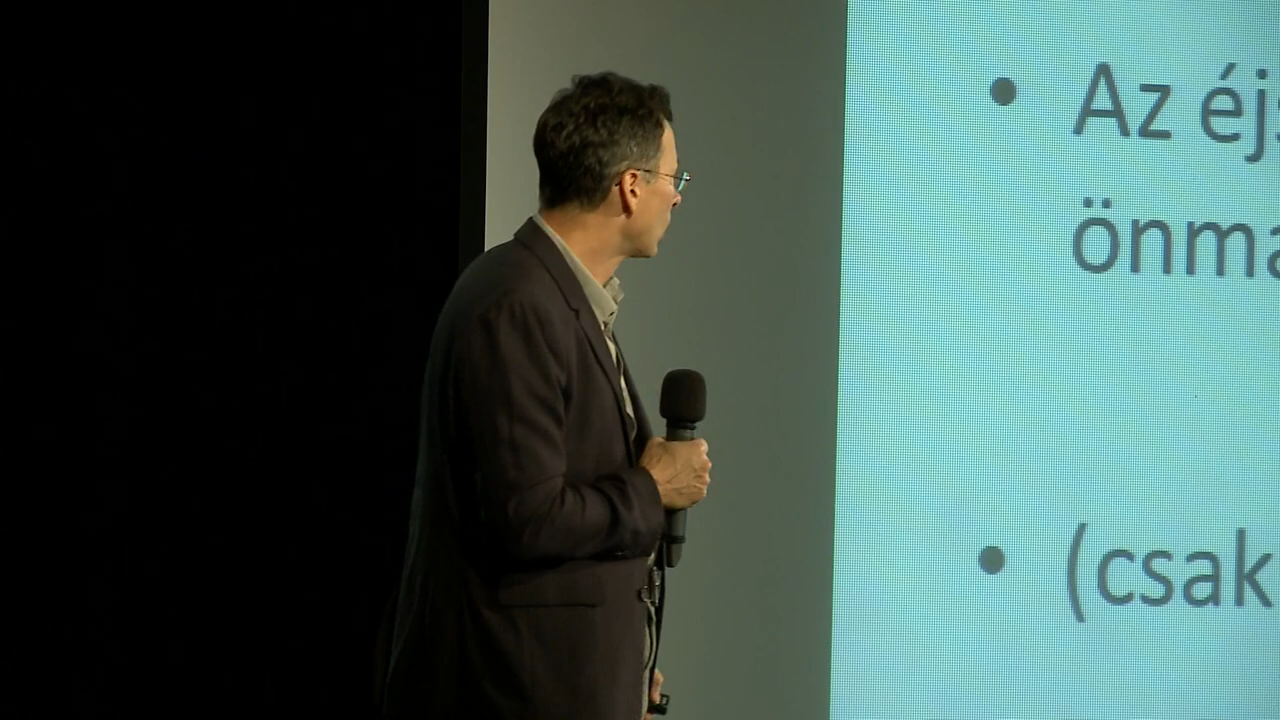 • Az éj
önma
• (csak